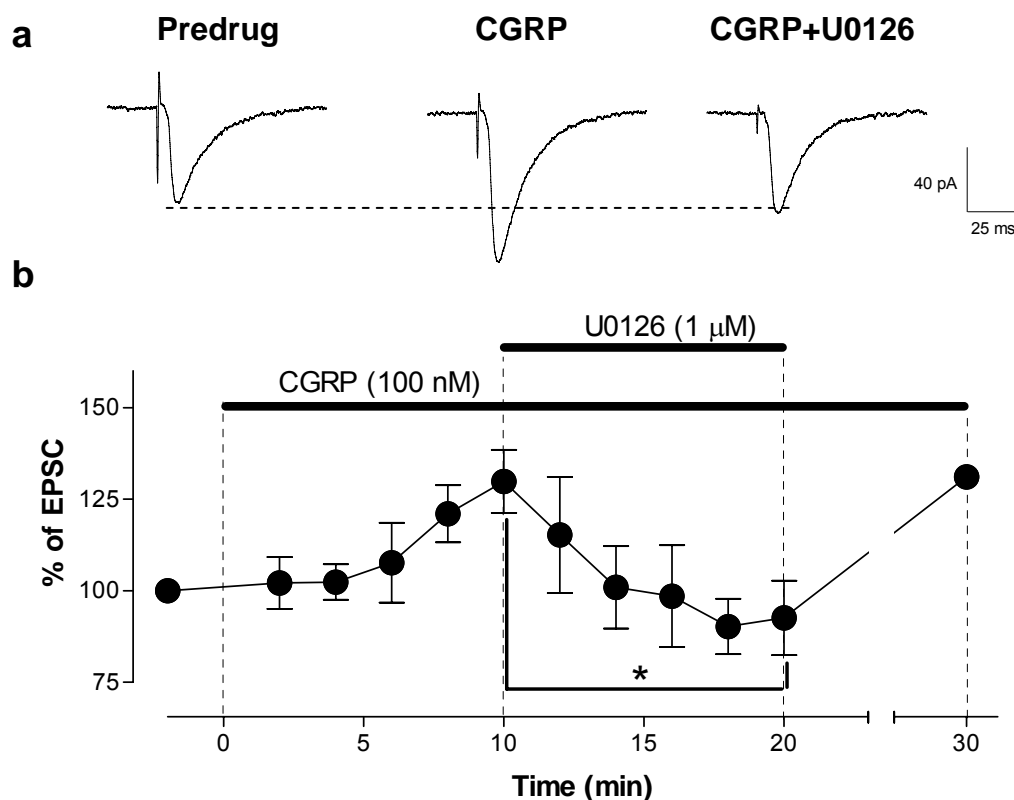 a
Predrug CGRP CGRP+U0126
40 pA
25 ms
b
U0126 (1 μM)
CGRP (100 nM)
150
125
100
75
% of EPSC
*
0 5 10 15 20 30
Time (min)